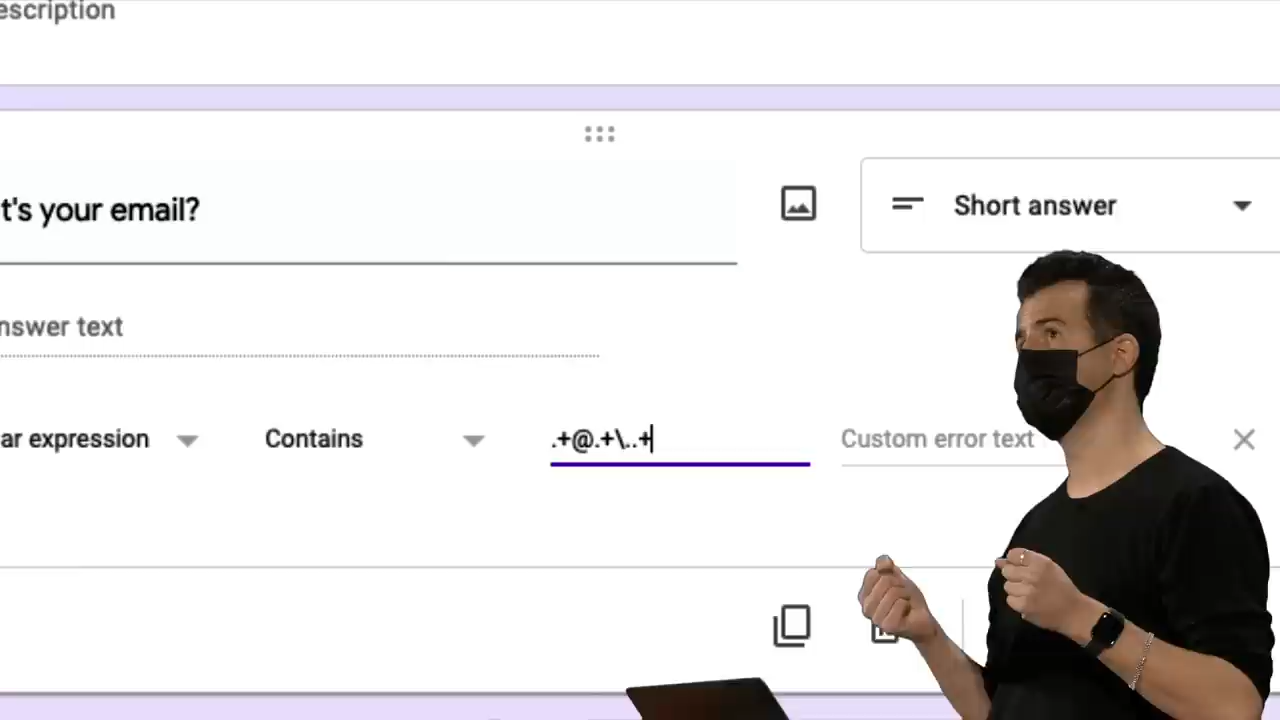 escription
t's your email?
Short answer
nswer text
ar expression
Contains
.+@.+\..+
Custom error text